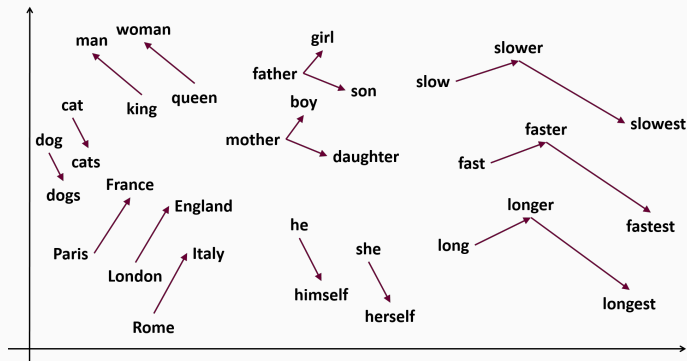 man
woman
king
queen
cat
cats
dog
dogs
France
England
Italy
Paris
London
Rome
girl
father
son
boy
mother
daughter
he
himself
she
herself
slow
slower
slowest
fast
faster
fastest
long
longer
longest